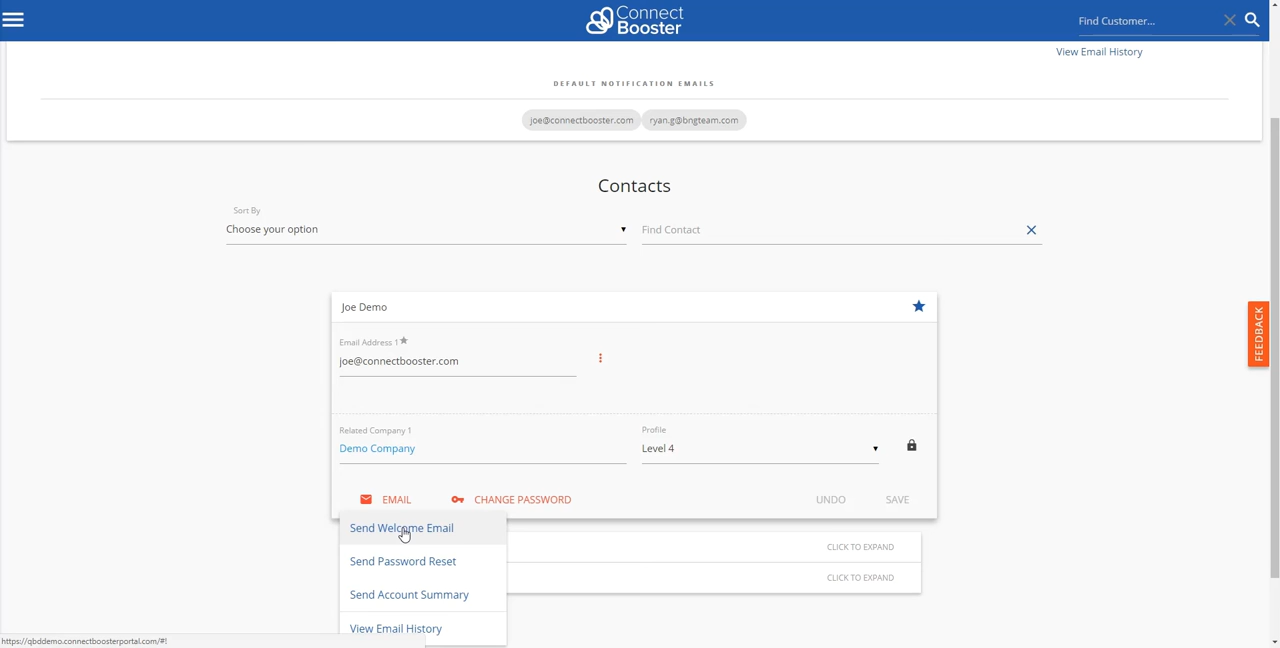 Connect
Booster
Find Customer...
View Email History
DEFAULT NOTIFICATION EMAILS
joe@connectbooster.com ryan.g@bngteam.com
Contacts
Sort By
Choose your option
Find Contact
Joe Demo
Email Address 1
joe@connectbooster.com
FEEDBACK
Related Company 1
Profile
Demo Company
Level 4
EMAIL CHANGE PASSWORD UNDO SAVE
Send Welcome Email
CLICK TO EXPAND
Send Password Reset
CLICK TO EXPAND
Send Account Summary
View Email History
https://qbddemo.connectboosterportal.com/#!